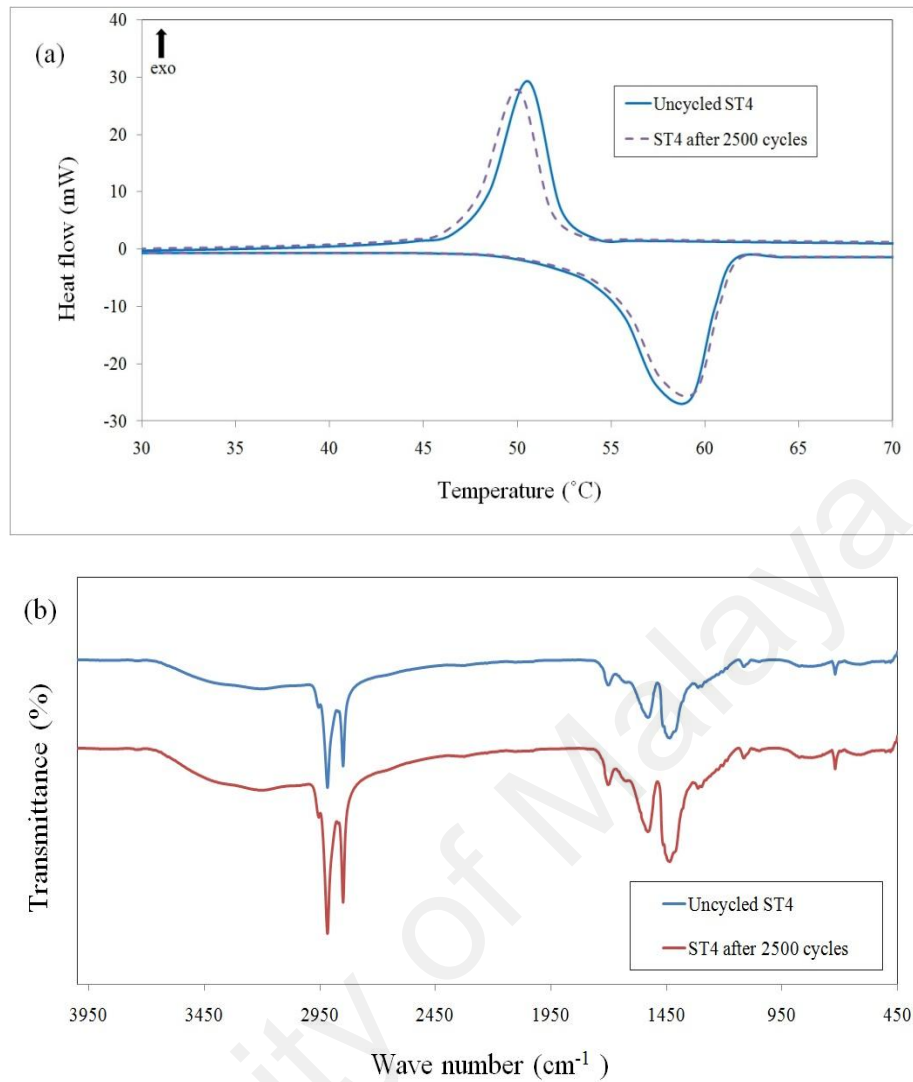 (a)
exo
40
30
20
10
0
-10
-20
-30
Heat flow (mW)
Uncycled ST4
ST4 after 2500 cycles
30 35 40 45 50 55 60 65 70
Temperature (˚C)
(b)
Transmittance (%)
Uncycled ST4
ST4 after 2500 cycles
3950 3450 2950 2450 1950 1450 950 450
Wave number (cm-1 )
ity of Malaya